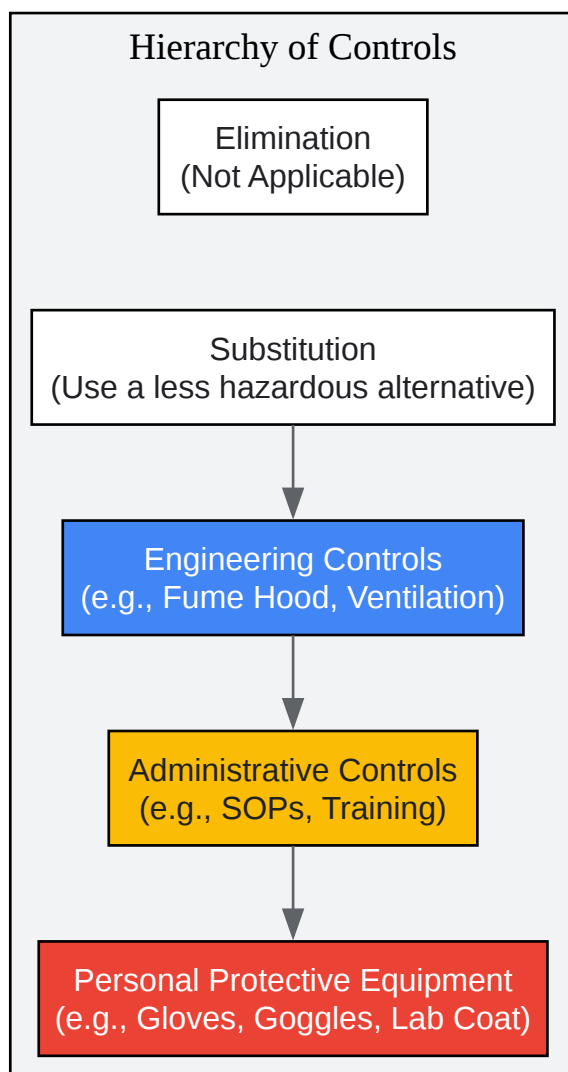 Hierarchy of Controls
Elimination
(Not Applicable)
Substitution
(Use a less hazardous alternative)
Engineering Controls
(e.g., Fume Hood, Ventilation)
Administrative Controls
(e.g., SOPs, Training)
Personal Protective Equipment
(e.g., Gloves, Goggles, Lab Coat)